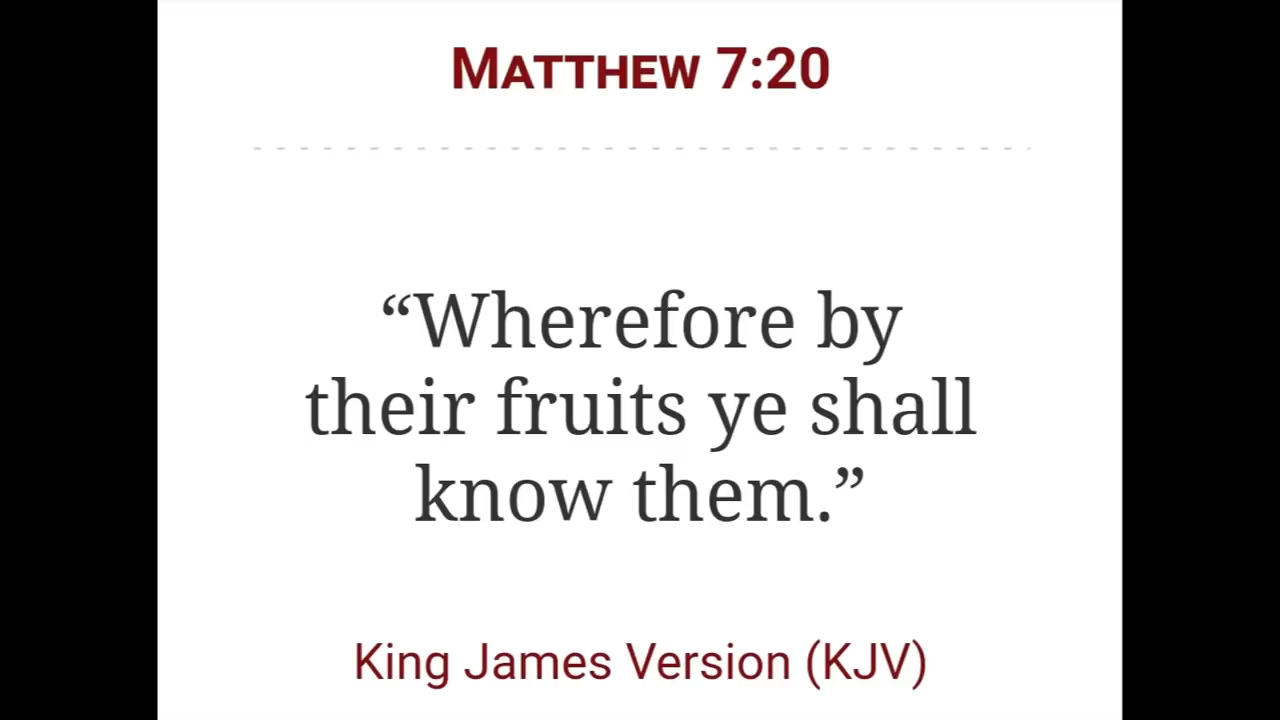 MATTHEW 7:20
“Wherefore by
their fruits ye shall
know them.”
King James Version (KJV)